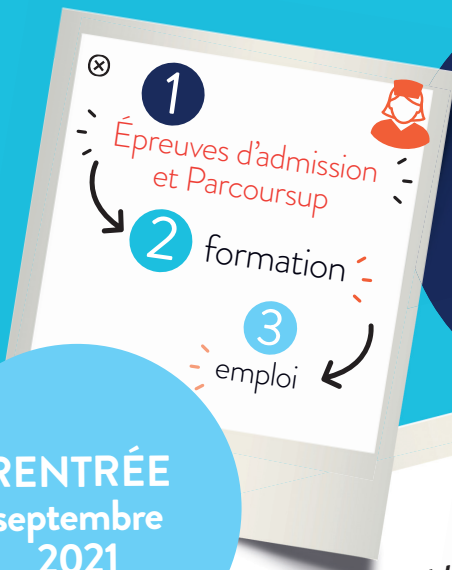 1
Épreuves d'admission
et Parcoursup
2 formation
3
emploi
RENTRÉE
septembre
2021